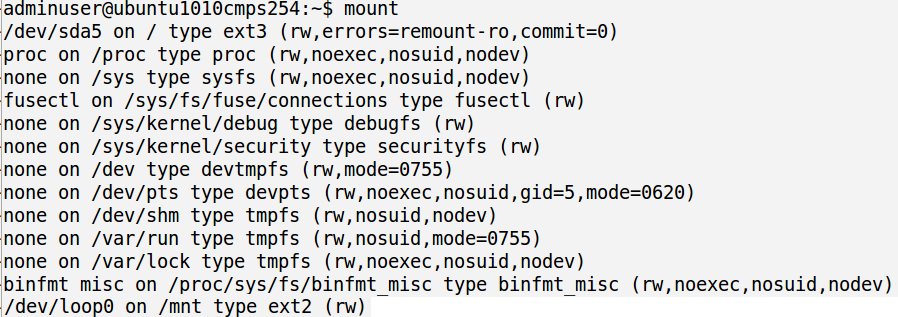 adminuser@ubuntu1010cmps254:~$ mount
/dev/sda5 on / type ext3 (rw,errors=remount-ro,commit=0)
proc on /proc type proc (rw,noexec,nosuid,nodev)
none on /sys type sysfs (rw,noexec,nosuid,nodev)
fusectl on /sys/fs/fuse/connections type fusectl (rw)
none on /sys/kernel/debug type debugfs (rw)
none on /sys/kernel/security type securityfs (rw)
none on /dev type devtmpfs (rw,mode=0755)
none on /dev/pts type devpts (rw,noexec,nosuid,gid=5,mode=0620)
none on /dev/shm type tmpfs (rw,nosuid,nodev)
none on /var/run type tmpfs (rw,nosuid,mode=0755)
none on /var/lock type tmpfs (rw,noexec,nosuid,nodev)
binfmt misc on /proc/sys/fs/binfmt_misc type binfmt_misc (rw,noexec,nosuid,nodev)
/dev/loop0 on /mnt type ext2 (rw)